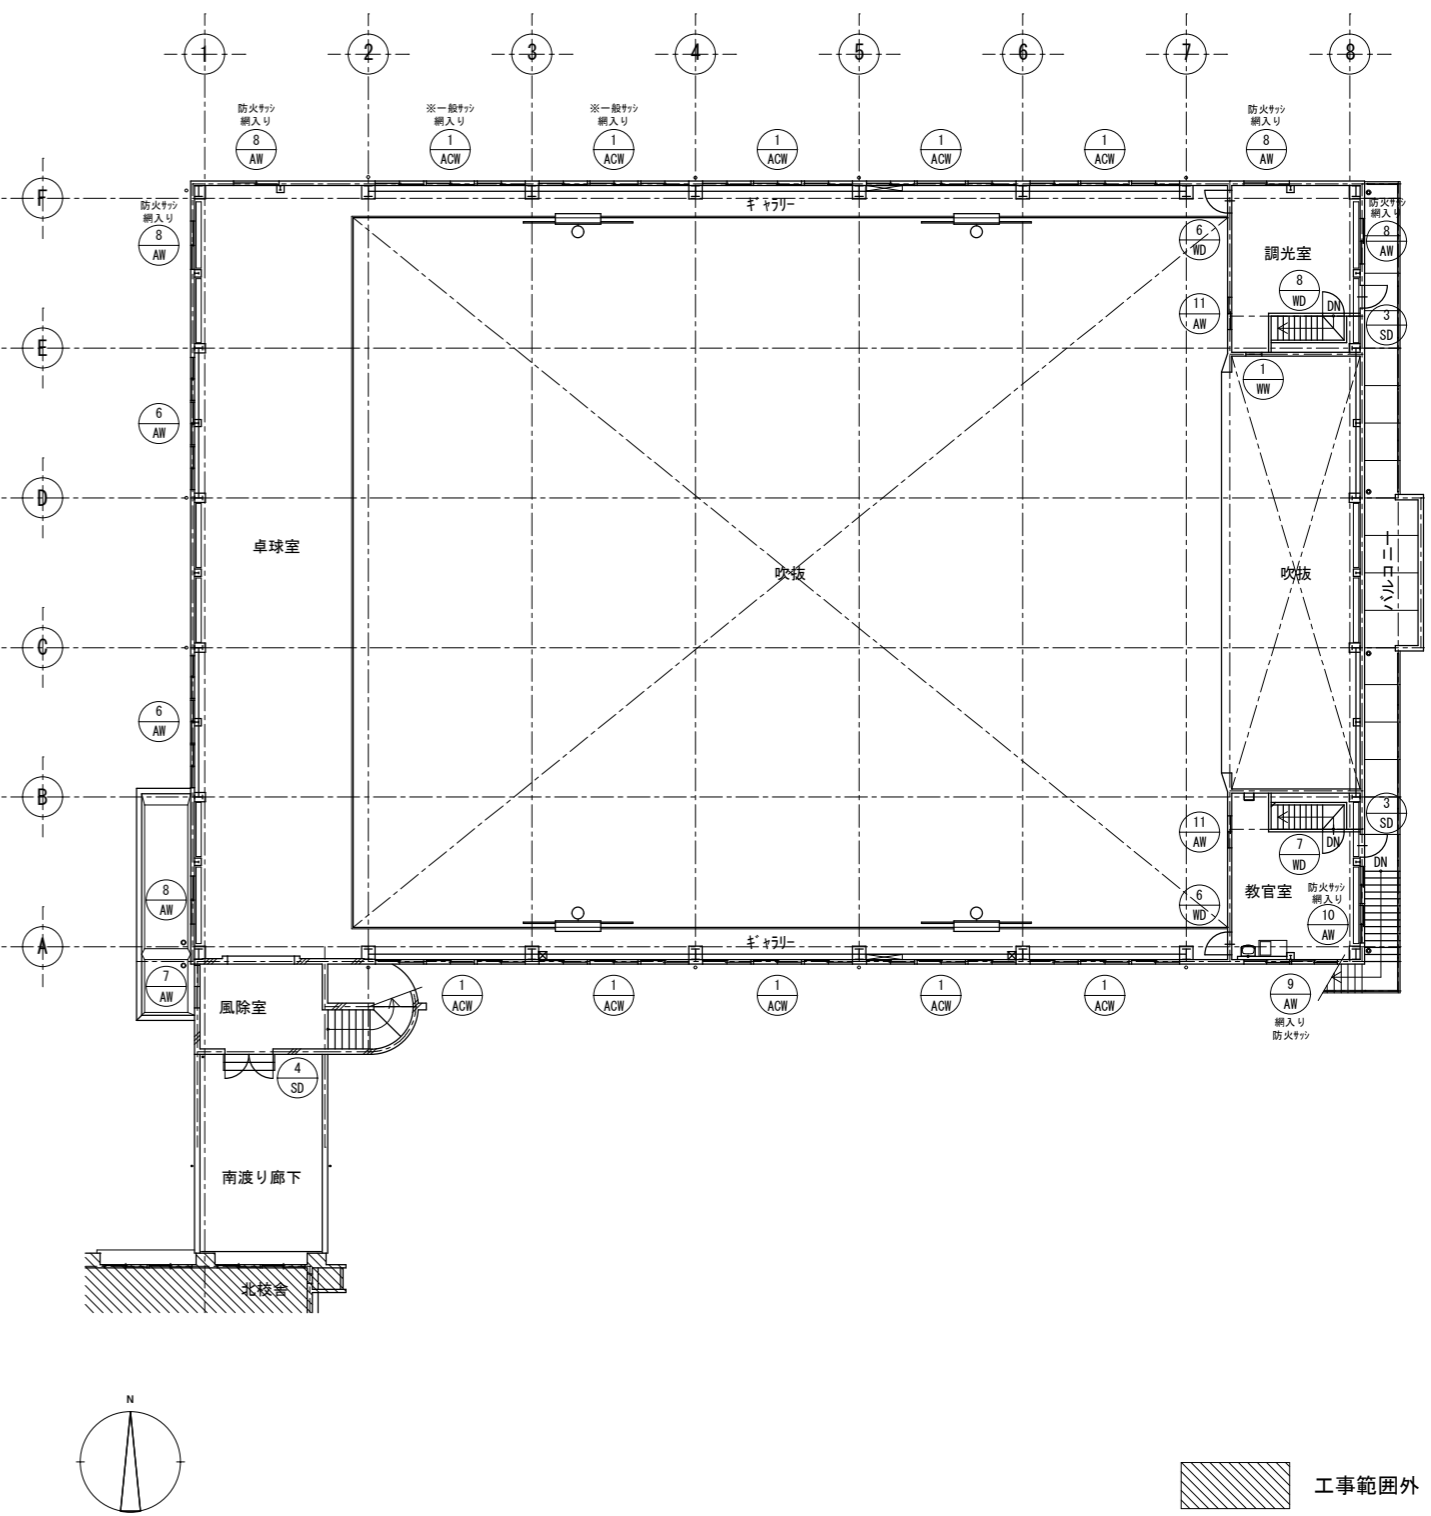 1
2
3
4
5
6
7
8
防火サッシ
網入り
8
AW
※一般サッシ
網入り
1
ACW
※一般サッシ
網入り
1
ACW
1
ACW
1
ACW
1
ACW
防火サッシ
網入り
8
AW
F
ギャラリー
防火サッシ
網入り
8
AW
6
WD
調光室
防火サッシ
網入り
8
AW
8
WD
DN
11
AW
3
SD
E
1
WW
6
AW
D
卓球室
吹抜
吹抜
バルコニー
C
6
AW
B
11
AW
3
SD
DN
7
WD
DN
8
AW
6
WD
教官室
防火サッシ
網入り
10
AW
A
ギャラリー
7
AW
風除室
1
ACW
1
ACW
1
ACW
1
ACW
1
ACW
9
AW
網入り
防火サッシ
4
SD
南渡り廊下
北校舎
N
工事範囲外